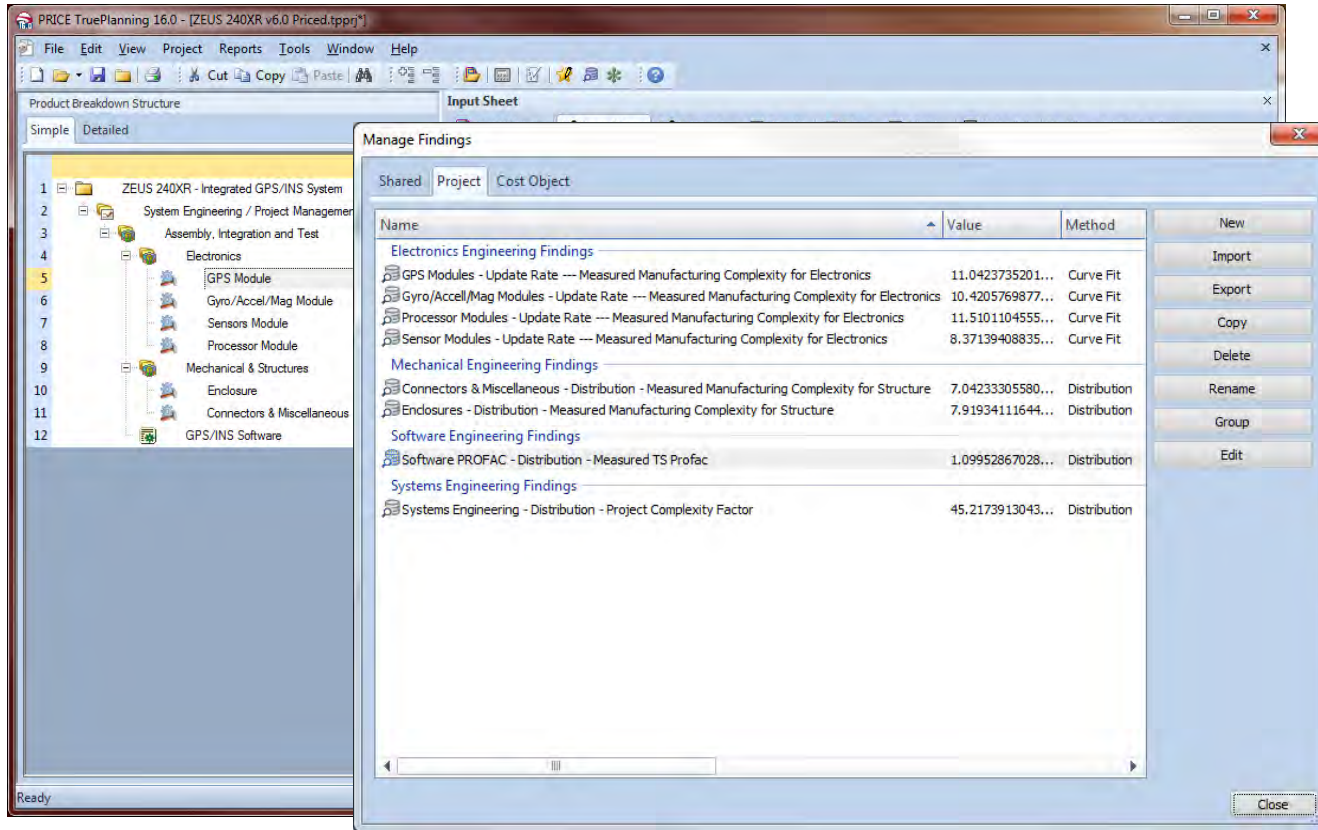 PRICE TruePlanning 16.0 - [ZEUS 240XR v6.0 Priced.tpprj*]
File Edit View Project Reports Tools Window Help
Cut Copy Paste
Product Breakdown Structure
Input Sheet
Simple Detailed
1 ZEUS 240XR - Integrated GPS/INS System
2 System Engineering / Project Managemen
3 Assembly, Integration and Test
4 Electronics
5 GPS Module
6 Gyro/Accel/Mag Module
7 Sensors Module
8 Processor Module
9 Mechanical & Structures
10 Enclosure
11 Connectors & Miscellaneous
12 GPS/INS Software
Ready
Manage Findings
Shared Project Cost Object
Name Value Method
Electronics Engineering Findings
GPS Modules - Update Rate --- Measured Manufacturing Complexity for Electronics 11.0423735201... Curve Fit
Gyro/Accell/Mag Modules - Update Rate --- Measured Manufacturing Complexity for Electronics 10.4205769877... Curve Fit
Processor Modules - Update Rate --- Measured Manufacturing Complexity for Electronics 11.5101104555... Curve Fit
Sensor Modules - Update Rate --- Measured Manufacturing Complexity for Electronics 8.37139408835... Curve Fit
Mechanical Engineering Findings
Connectors & Miscellaneous - Distribution - Measured Manufacturing Complexity for Structure 7.04233305580... Distribution
Enclosures - Distribution - Measured Manufacturing Complexity for Structure 7.91934111644... Distribution
Software Engineering Findings
Software PROFAC - Distribution - Measured TS Profac 1.09952867028... Distribution
Systems Engineering Findings
Systems Engineering - Distribution - Project Complexity Factor 45.2173913043... Distribution
New
Import
Export
Copy
Delete
Rename
Group
Edit
Close